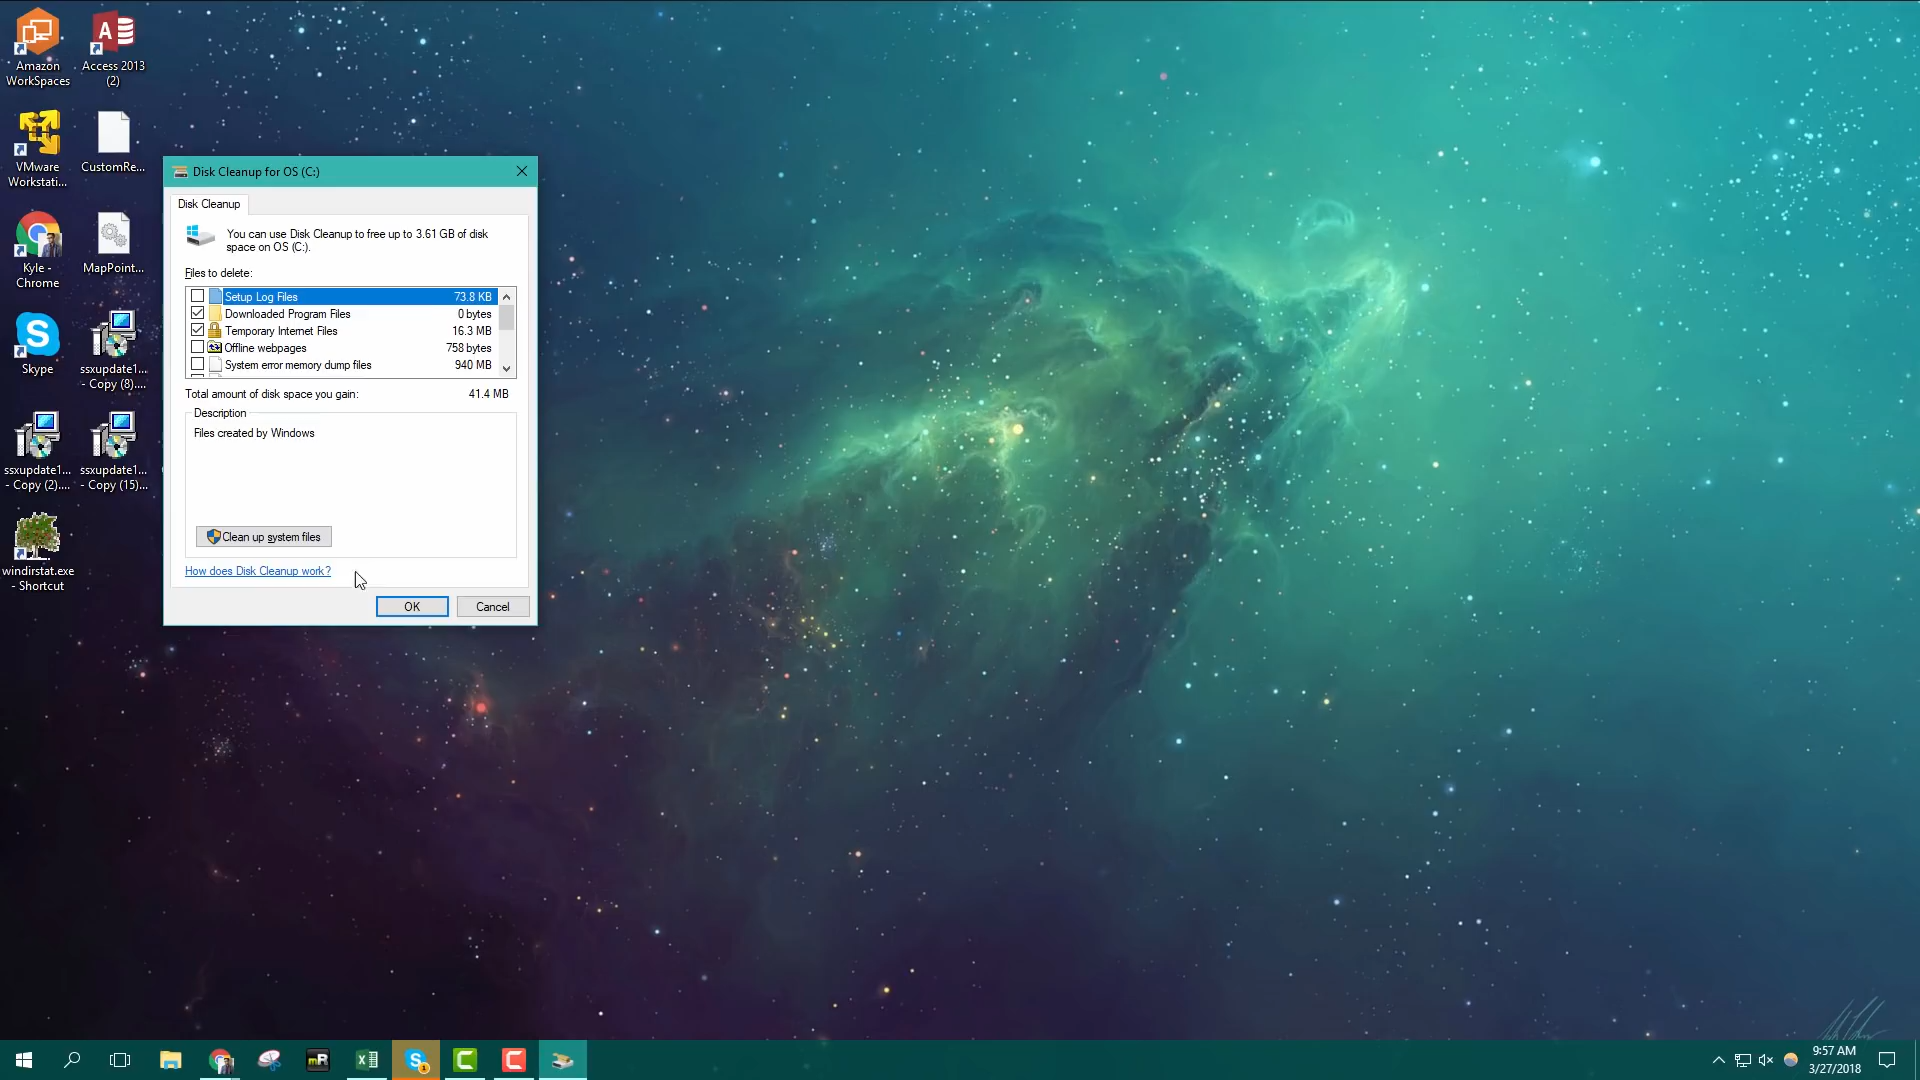 Amazon
WorkSpaces
Access 2013
(2)
VMware
Workstati...
CustomRe...
Kyle -
Chrome
MapPoint...
Skype
ssxupdate1...
- Copy (8)....
ssxupdate1...
- Copy (2)....
ssxupdate1...
- Copy (15)...
windirstat.exe
- Shortcut
Disk Cleanup for OS (C:)
Disk Cleanup
You can use Disk Cleanup to free up to 3.61 GB of disk
space on OS (C:).
Files to delete:
Setup Log Files 73.8 KB
Downloaded Program Files 0 bytes
Temporary Internet Files 16.3 MB
Offline webpages 758 bytes
System error memory dump files 940 MB
Total amount of disk space you gain: 41.4 MB
Description
Files created by Windows
Clean up system files
How does Disk Cleanup work?
OK Cancel
9:57 AM
3/27/2018